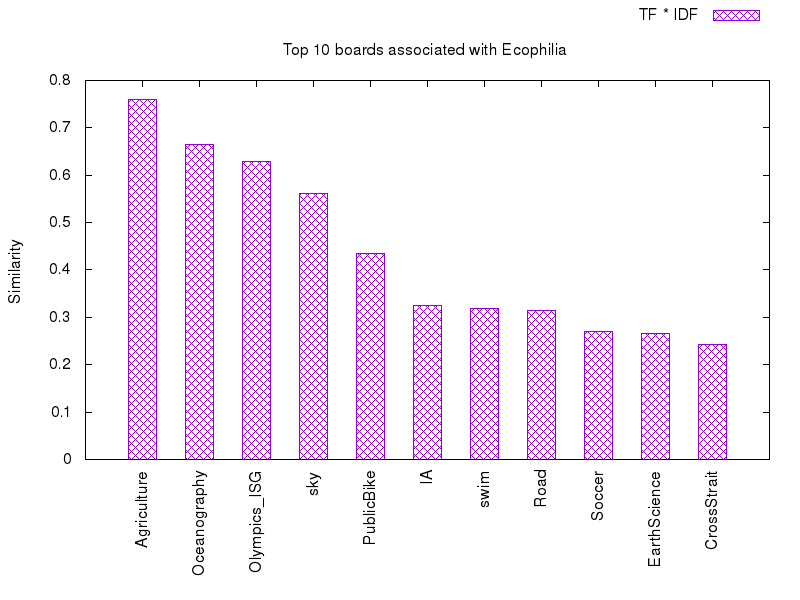 TF * IDF
Top 10 boards associated with Ecophilia
Similarity
0.8
0.7
0.6
0.5
0.4
0.3
0.2
0.1
0
Agriculture
Oceanography
Olympics_ISG
sky
PublicBike
IA
swim
Road
Soccer
EarthScience
CrossStrait